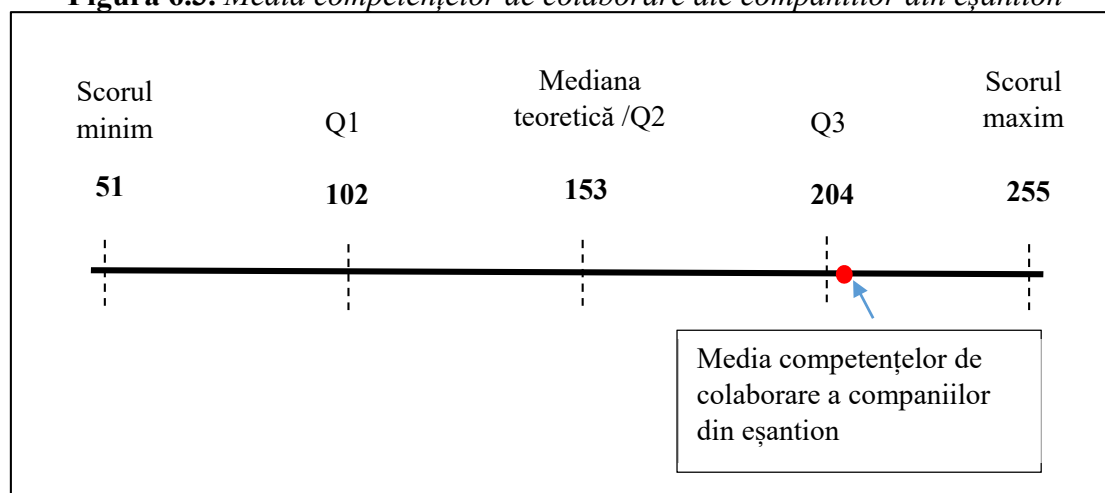 Figura 6.3. Media competențelor de colaborare ale companiilor din eșantion
Scorul
minim
Q1
Mediana
teoretică /Q2
Q3
Scorul
maxim
51
102
153
204
255
Media competențelor de
colaborare a companiilor
din eșantion